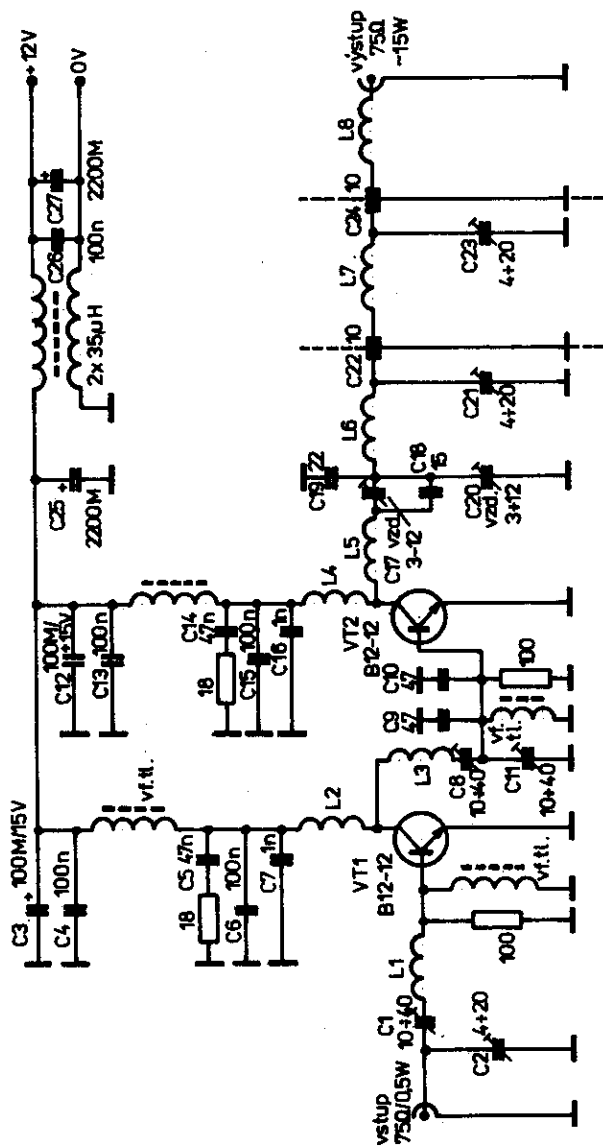 vstup
75Ω/0,5W
C1
10÷40
C2
4÷20
L1
100
vf.tl.
VT1
B12-12
C3
+
100M/15V
C4
100n
vf.tl.
18
C5
47n
C6
100n
C7
1n
L2
L3
C8
10÷40
C11
10÷40
C9
47
C10
47
vf.tl.
100
VT2
B12-12
100M/
C12
+15V
C13
100n
18
C14
47n
C15
100n
C16
1n
L4
L5
C17
vzd.
3-12
C18
15
C19
22
C20
vzd.
3÷12
L6
C21
4÷20
C22
10
L7
C23
4÷20
C24
10
L8
výstup
75Ω
~15W
C25
+
2200M
2x35µH
C26
100n
C27
+
2200M
+12V
0V